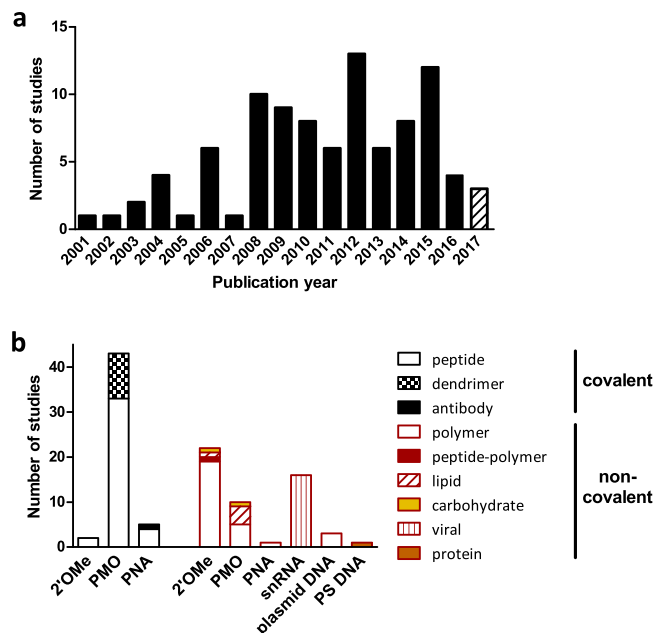 a
Number of studies
15
10
5
0
2001 2002 2003 2004 2005 2006 2007 2008 2009 2010 2011 2012 2013 2014 2015 2016 2017
Publication year
b
Number of studies
40
30
20
10
0
2'OMe PMO PNA 2'OMe PMO PNA snRNA plasmid DNA PS DNA
peptide
dendrimer
antibody
covalent
polymer
peptide-polymer
lipid
carbohydrate
viral
protein
non-
covalent